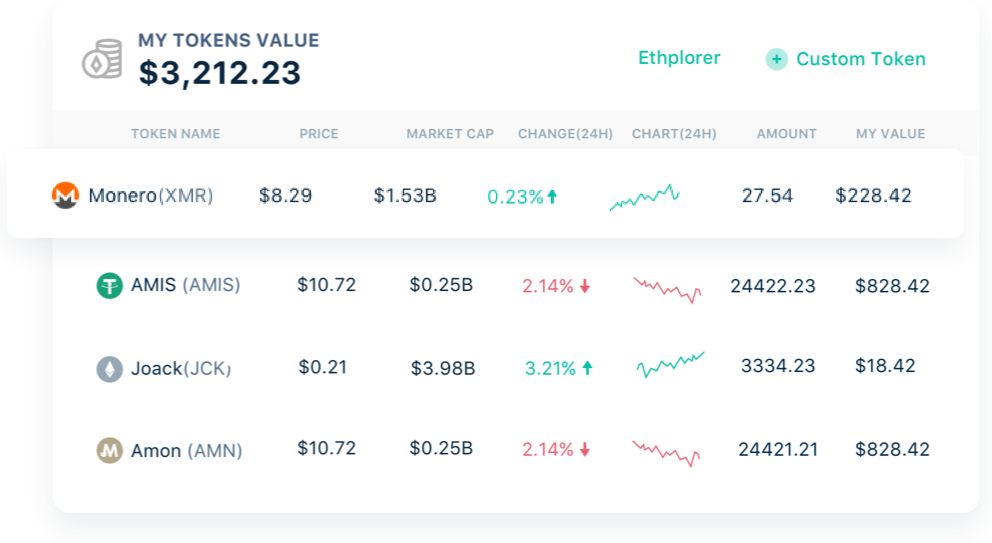 MY TOKENS VALUE
$3,212.23
Ethplorer
+ Custom Token
TOKEN NAME PRICE MARKET CAP CHANGE(24H) CHART(24H) AMOUNT MY VALUE
Monero(XMR) $8.29 $1.53B 0.23% 27.54 $228.42
AMIS (AMIS) $10.72 $0.25B 2.14% 24422.23 $828.42
Joack(JCK) $0.21 $3.98B 3.21% 3334.23 $18.42
Amon (AMN) $10.72 $0.25B 2.14% 24421.21 $828.42